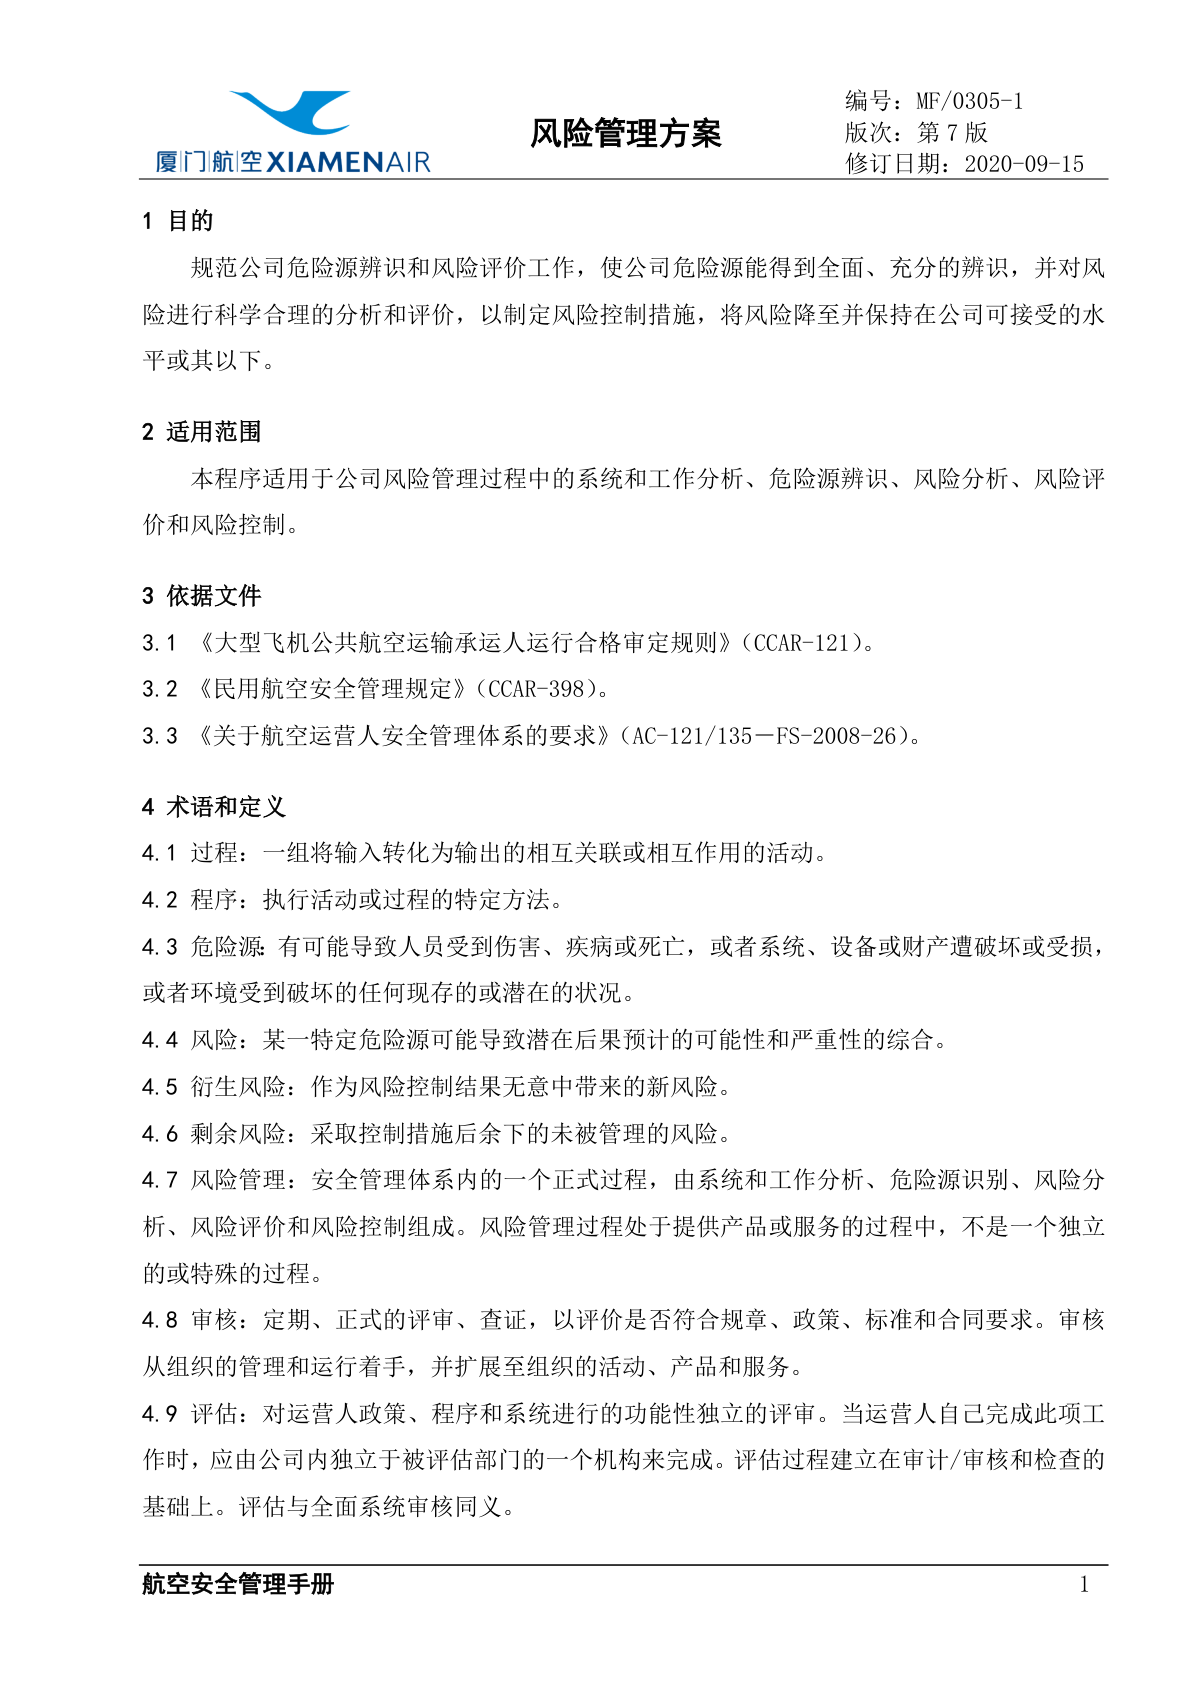 厦门航空XIAMENAIR
风险管理方案
编号：MF/0305-1
版次：第 7 版
修订日期：2020-09-15
1 目的
规范公司危险源辨识和风险评价工作，使公司危险源能得到全面、充分的辨识，并对风
险进行科学合理的分析和评价，以制定风险控制措施，将风险降至并保持在公司可接受的水
平或其以下。
2 适用范围
本程序适用于公司风险管理过程中的系统和工作分析、危险源辨识、风险分析、风险评
价和风险控制。
3 依据文件
3.1 《大型飞机公共航空运输承运人运行合格审定规则》（CCAR-121）。
3.2 《民用航空安全管理规定》（CCAR-398）。
3.3 《关于航空运营人安全管理体系的要求》（AC-121/135－FS-2008-26）。
4 术语和定义
4.1 过程：一组将输入转化为输出的相互关联或相互作用的活动。
4.2 程序：执行活动或过程的特定方法。
4.3 危险源：有可能导致人员受到伤害、疾病或死亡，或者系统、设备或财产遭破坏或受损，
或者环境受到破坏的任何现存的或潜在的状况。
4.4 风险：某一特定危险源可能导致潜在后果预计的可能性和严重性的综合。
4.5 衍生风险：作为风险控制结果无意中带来的新风险。
4.6 剩余风险：采取控制措施后余下的未被管理的风险。
4.7 风险管理：安全管理体系内的一个正式过程，由系统和工作分析、危险源识别、风险分
析、风险评价和风险控制组成。风险管理过程处于提供产品或服务的过程中，不是一个独立
的或特殊的过程。
4.8 审核：定期、正式的评审、查证，以评价是否符合规章、政策、标准和合同要求。审核
从组织的管理和运行着手，并扩展至组织的活动、产品和服务。
4.9 评估：对运营人政策、程序和系统进行的功能性独立的评审。当运营人自己完成此项工
作时，应由公司内独立于被评估部门的一个机构来完成。评估过程建立在审计/审核和检查的
基础上。评估与全面系统审核同义。
航空安全管理手册
1